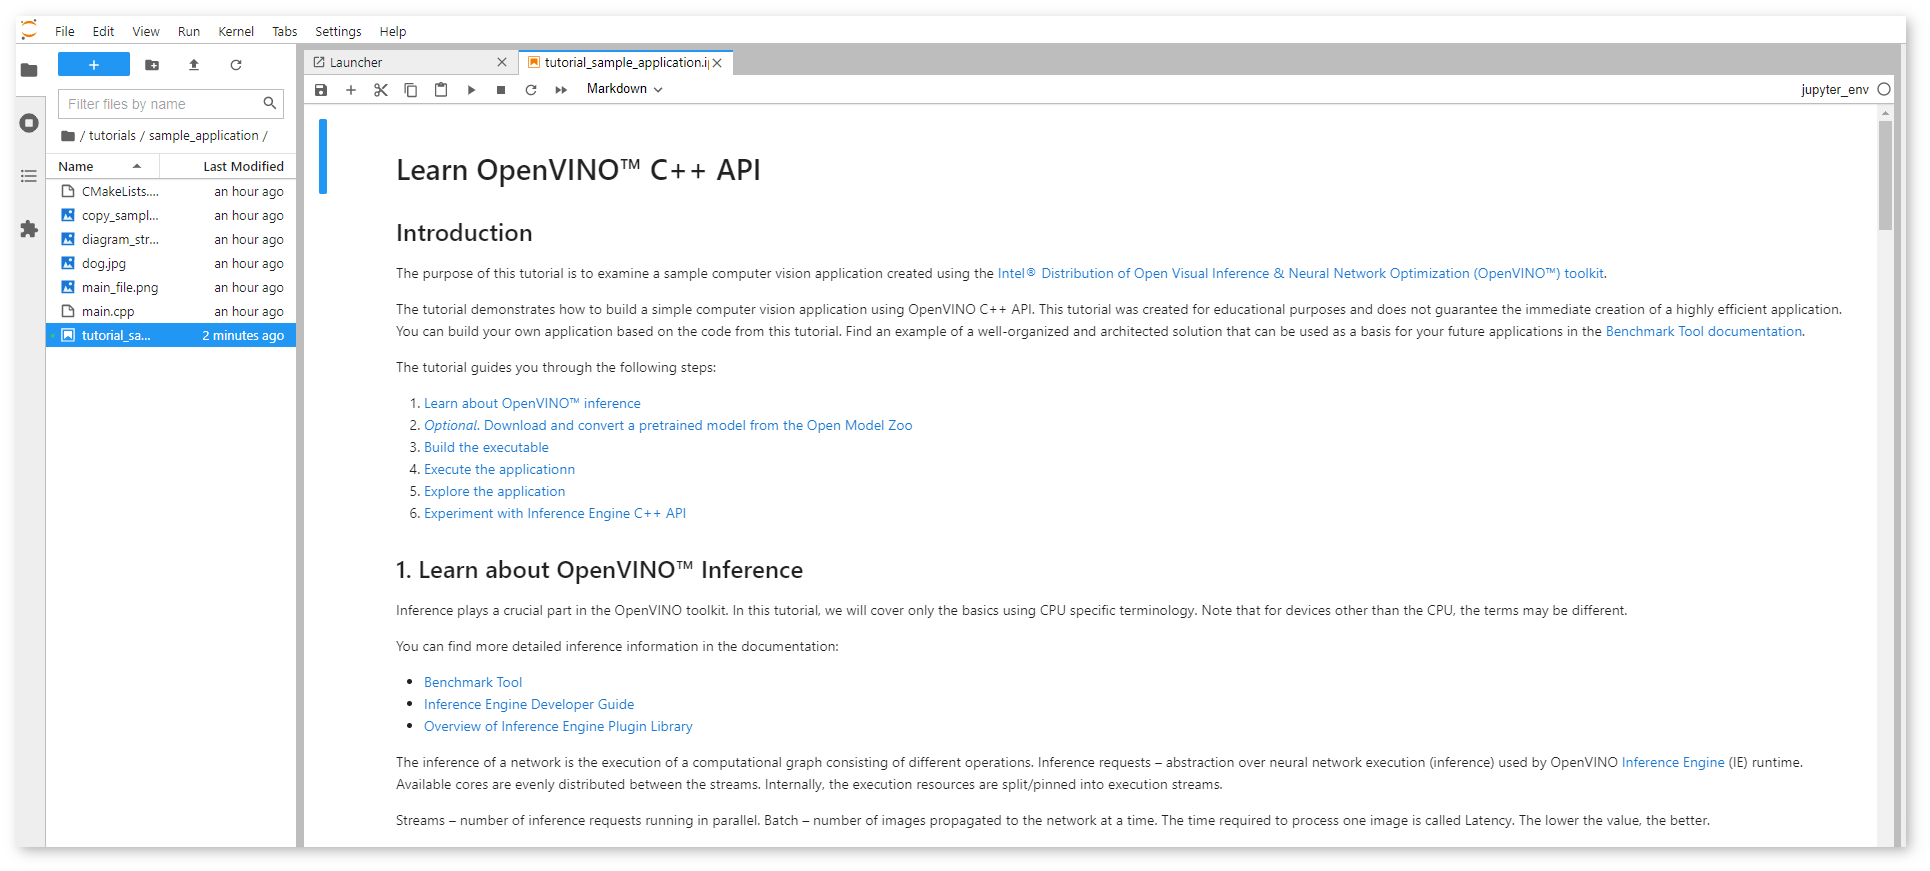 File Edit View Run Kernel Tabs Settings Help
Launcher
tutorial_sample_application.i
Markdown
jupyter_env
Filter files by name
/ tutorials / sample_application /
Name Last Modified
CMakeLists.... an hour ago
copy_sampl... an hour ago
diagram_str... an hour ago
dog.jpg an hour ago
main_file.png an hour ago
main.cpp an hour ago
tutorial_sa... 2 minutes ago
Learn OpenVINO™ C++ API
Introduction
The purpose of this tutorial is to examine a sample computer vision application created using the Intel® Distribution of Open Visual Inference & Neural Network Optimization (OpenVINO™) toolkit.
The tutorial demonstrates how to build a simple computer vision application using OpenVINO C++ API. This tutorial was created for educational purposes and does not guarantee the immediate creation of a highly efficient application.
You can build your own application based on the code from this tutorial. Find an example of a well-organized and architected solution that can be used as a basis for your future applications in the Benchmark Tool documentation.
The tutorial guides you through the following steps:
1. Learn about OpenVINO™ inference
2. Optional. Download and convert a pretrained model from the Open Model Zoo
3. Build the executable
4. Execute the applicationn
5. Explore the application
6. Experiment with Inference Engine C++ API
1. Learn about OpenVINO™ Inference
Inference plays a crucial part in the OpenVINO toolkit. In this tutorial, we will cover only the basics using CPU specific terminology. Note that for devices other than the CPU, the terms may be different.
You can find more detailed inference information in the documentation:
• Benchmark Tool
• Inference Engine Developer Guide
• Overview of Inference Engine Plugin Library
The inference of a network is the execution of a computational graph consisting of different operations. Inference requests – abstraction over neural network execution (inference) used by OpenVINO Inference Engine (IE) runtime.
Available cores are evenly distributed between the streams. Internally, the execution resources are split/pinned into execution streams.
Streams – number of inference requests running in parallel. Batch – number of images propagated to the network at a time. The time required to process one image is called Latency. The lower the value, the better.